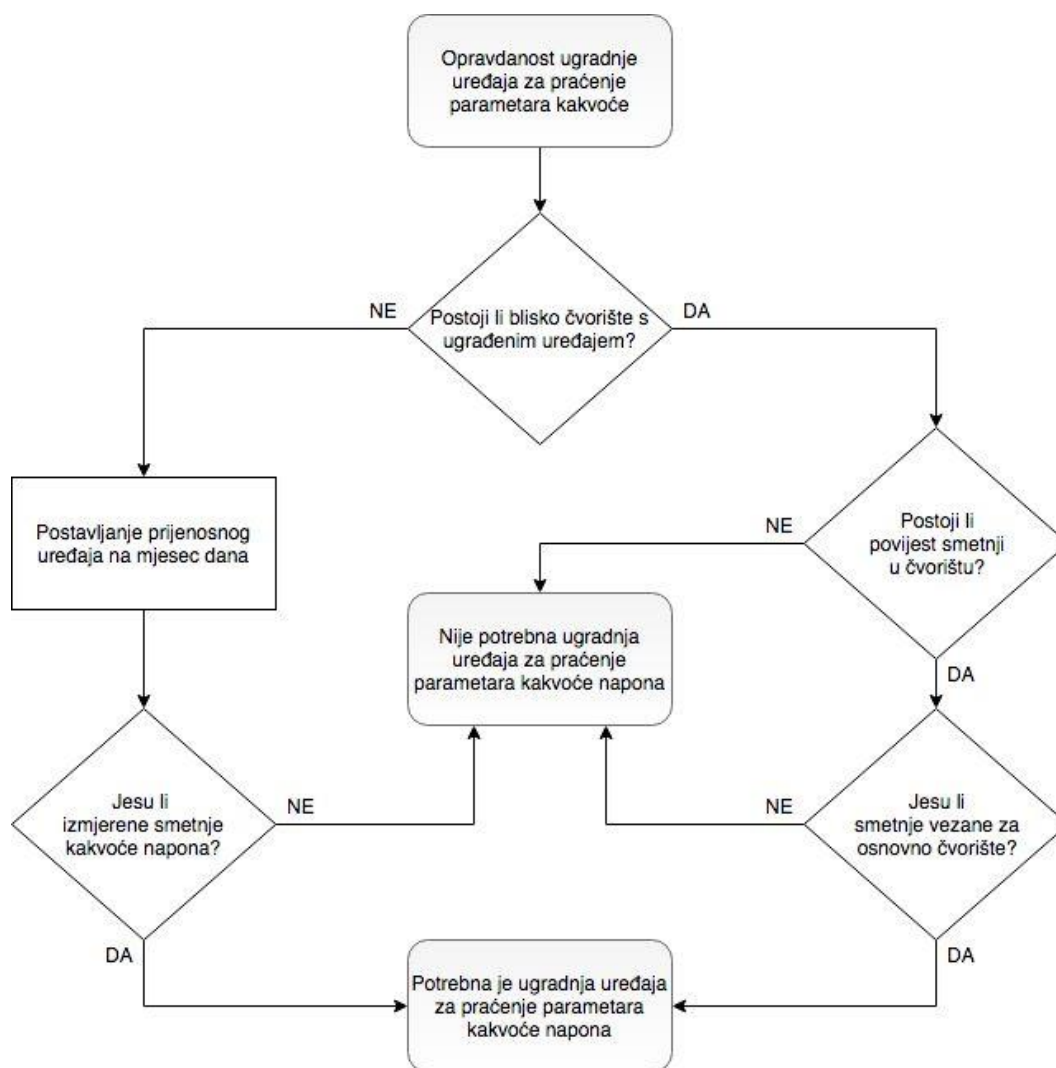 Opravdanost ugradnje
uređaja za praćenje
parametara kakvoće
NE
DA
Postoji li blisko čvorište s
ugrađenim uređajem?
Postavljanje prijenosnog
uređaja na mjesec dana
NE
Postoji li
povijest smetnji
u čvorištu?
Nije potrebna ugradnja
uređaja za praćenje
parametara kakvoće napona
DA
Jesu li
izmjerene smetnje
kakvoće napona?
NE
NE
Jesu li
smetnje vezane za
osnovno čvorište?
DA
DA
Potrebna je ugradnja uređaja
za praćenje parametara
kakvoće napona